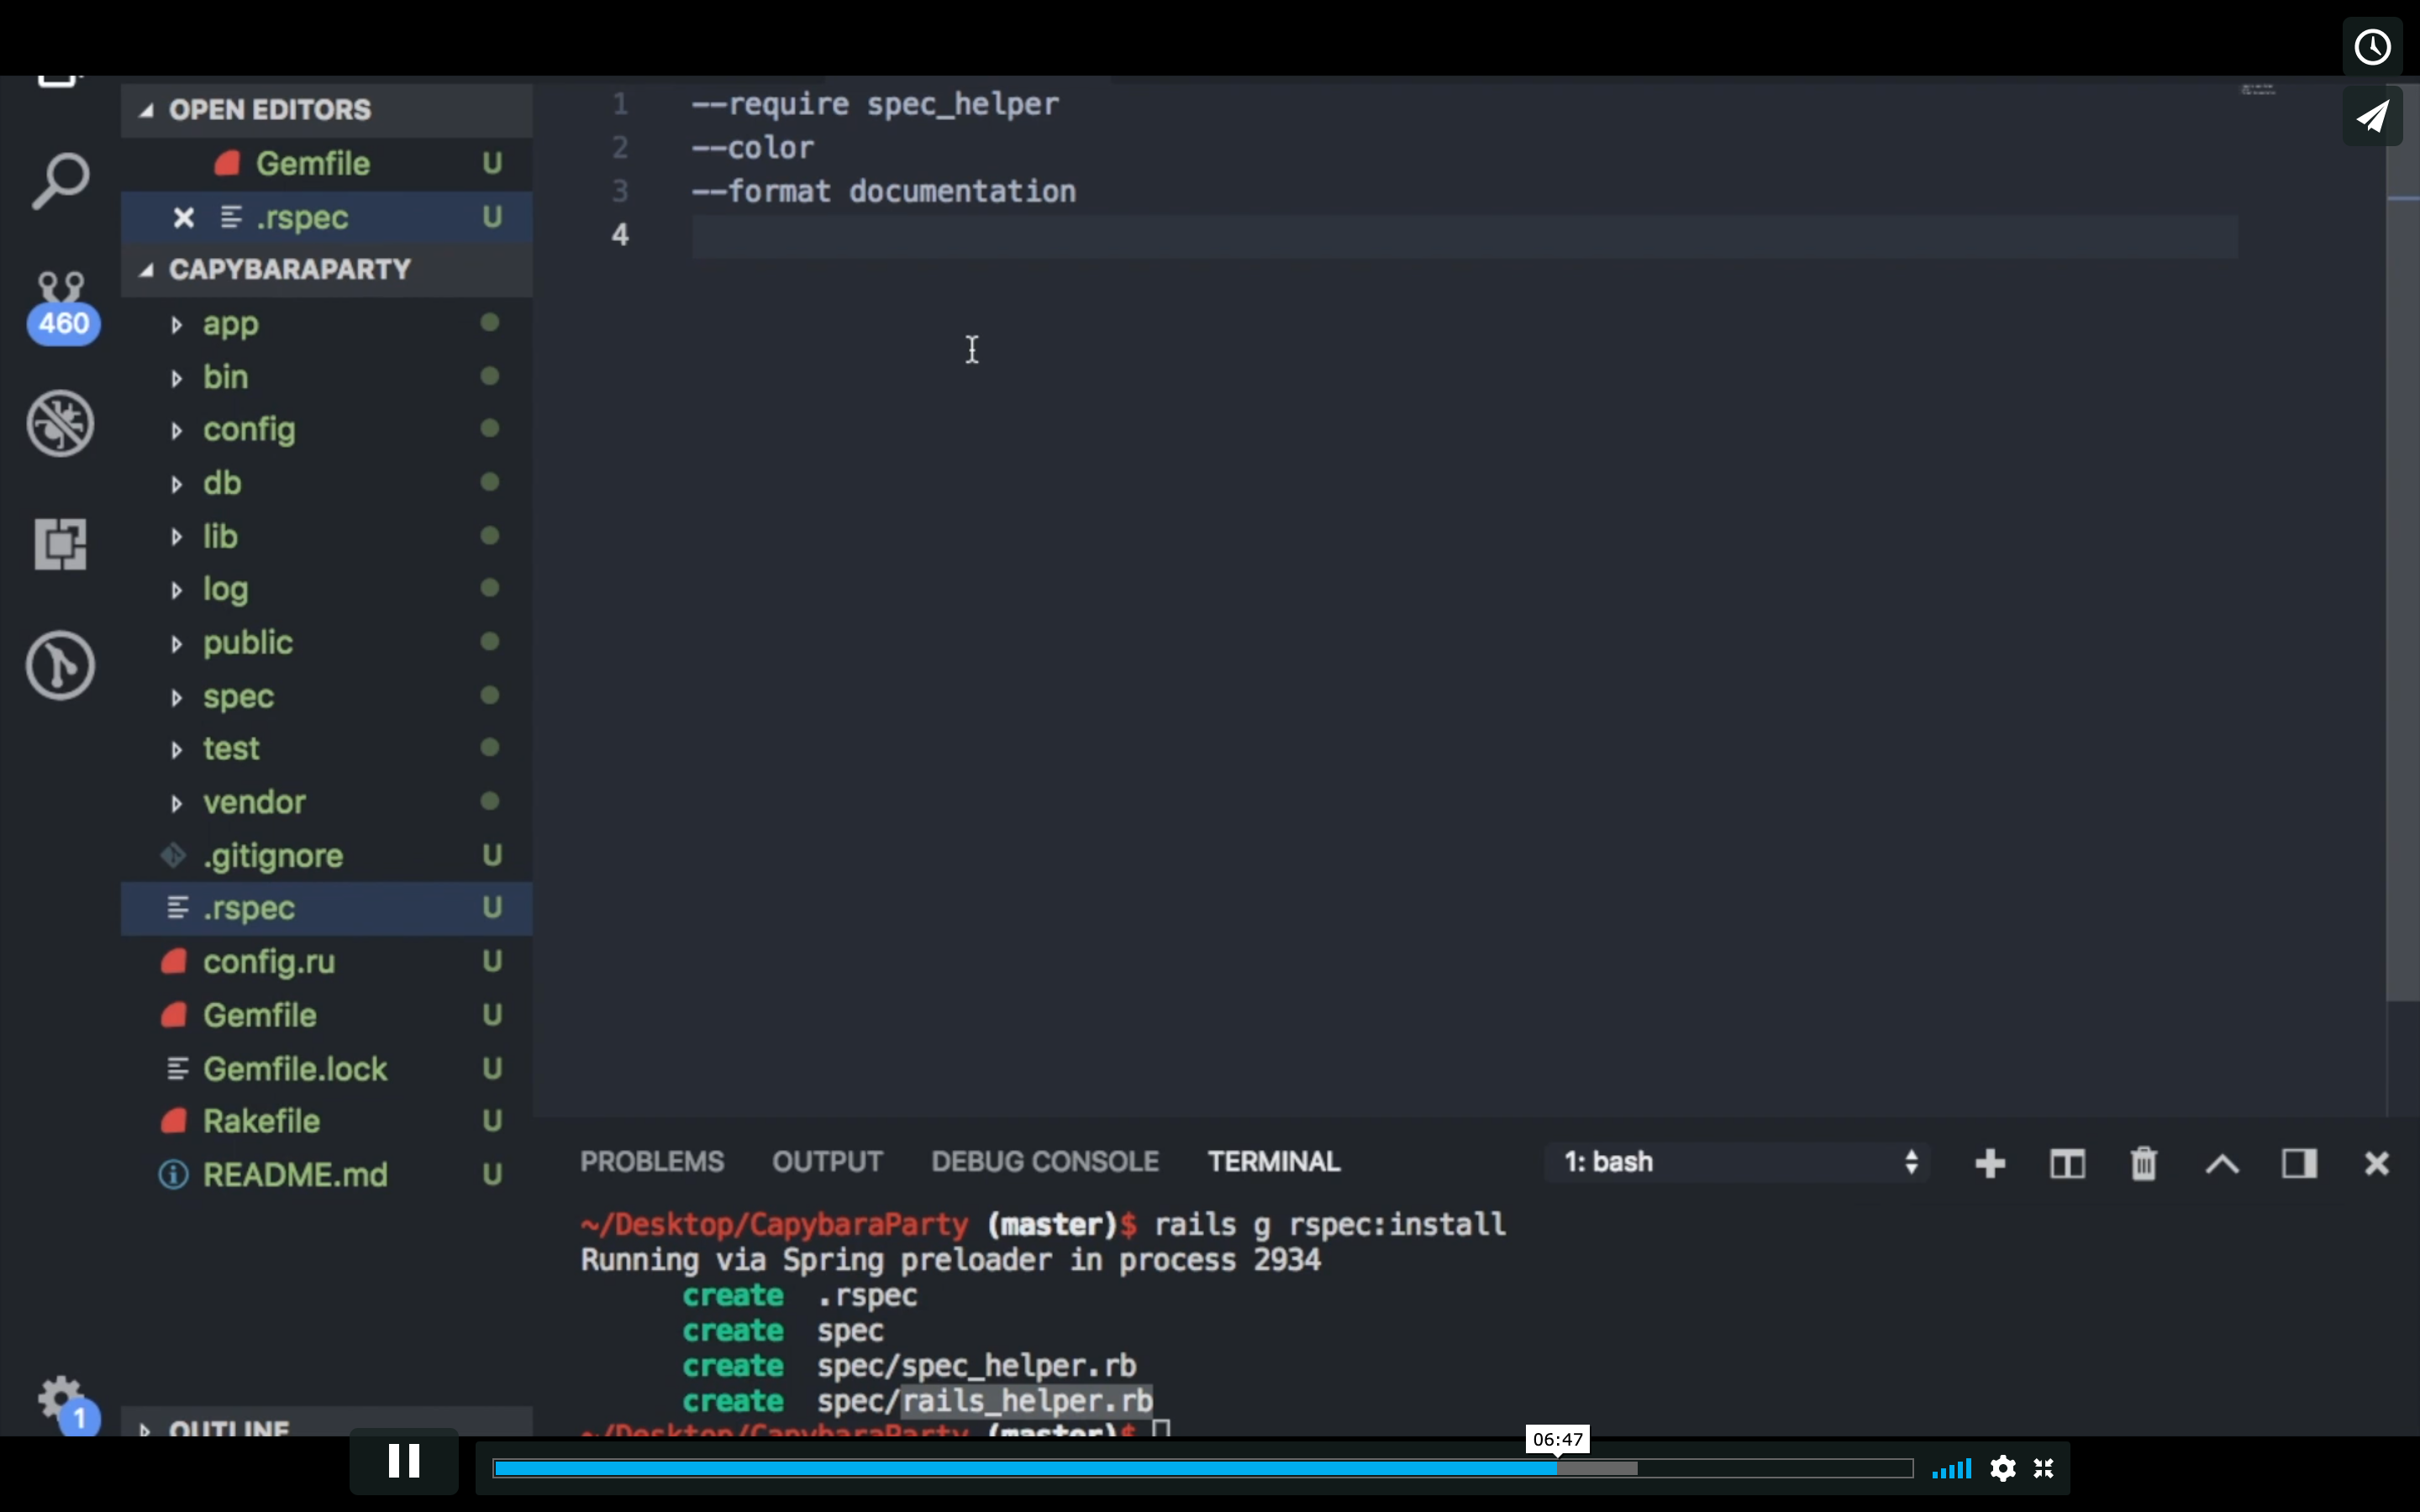 OPEN EDITORS
Gemfile U
.rspec U
CAPYBARAPARTY
460
app
bin
config
db
lib
log
public
spec
test
vendor
.gitignore U
.rspec U
config.ru U
Gemfile U
Gemfile.lock U
Rakefile U
README.md U
1
OUTLINE
1 --require spec_helper
2 --color
3 --format documentation
4
PROBLEMS OUTPUT DEBUG CONSOLE TERMINAL 1: bash
~/Desktop/CapybaraParty (master)$ rails g rspec:install
Running via Spring preloader in process 2934
create .rspec
create spec
create spec/spec_helper.rb
create spec/rails_helper.rb
~/Desktop/CapybaraParty (master)$
06:47